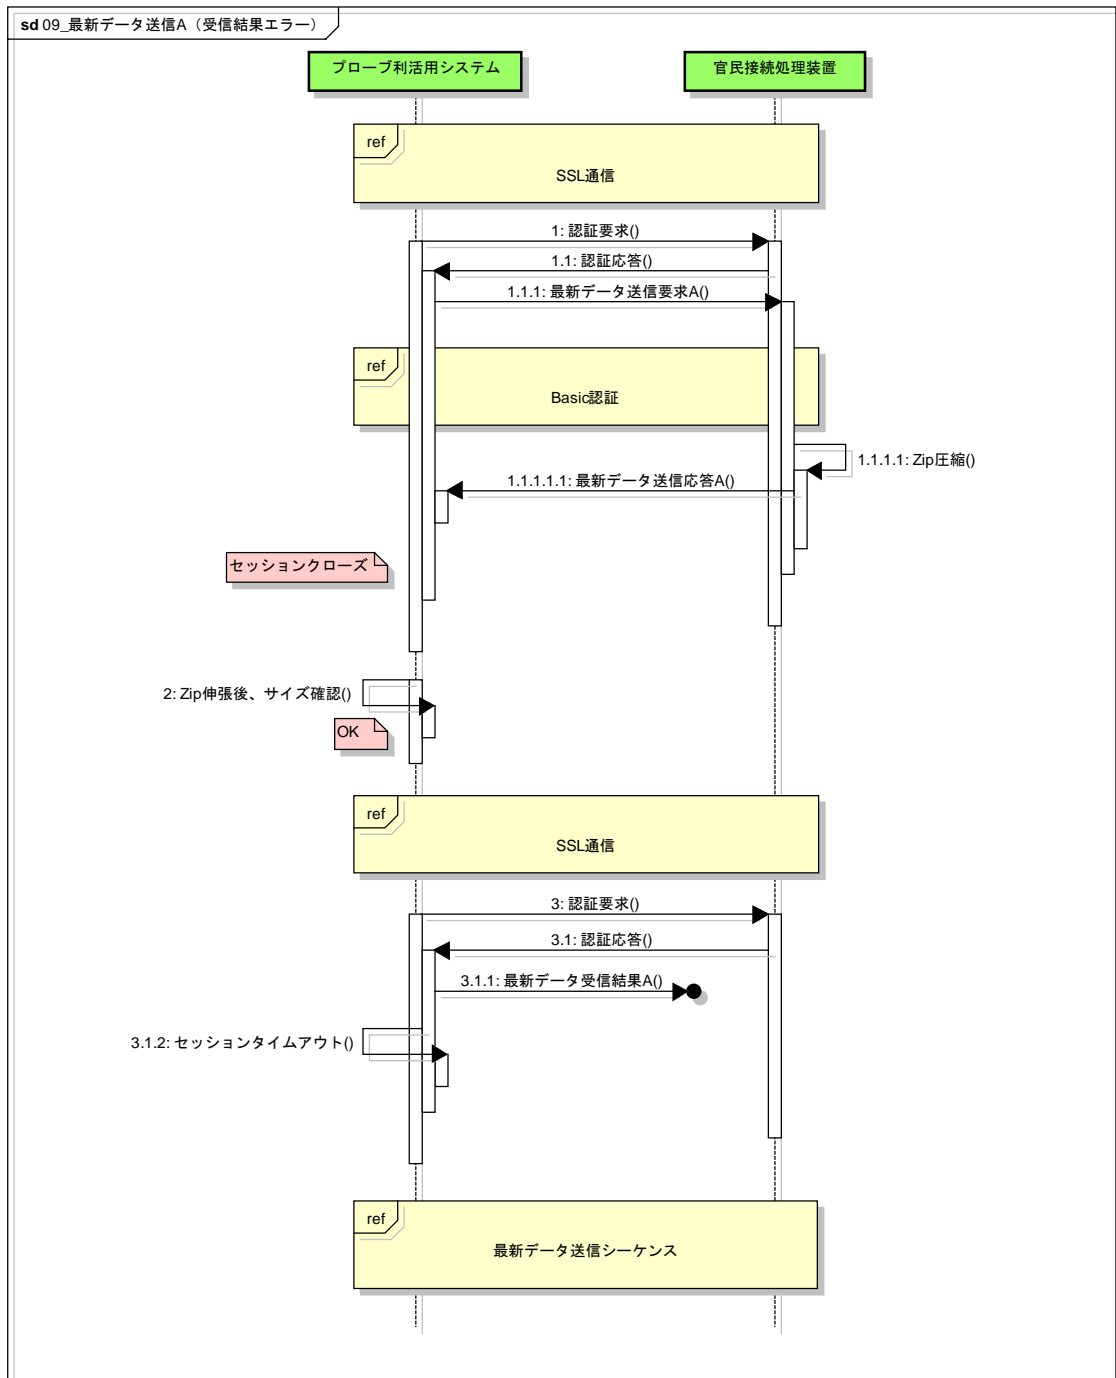 sd 09_最新データ送信A（受信結果エラー）
プローブ利活用システム
官民接続処理装置
ref
SSL通信
1: 認証要求()
1.1: 認証応答()
1.1.1: 最新データ送信要求A()
ref
Basic認証
1.1.1.1: Zip圧縮()
1.1.1.1.1: 最新データ送信応答A()
セッションクローズ
2: Zip伸張後、サイズ確認()
OK
ref
SSL通信
3: 認証要求()
3.1: 認証応答()
3.1.1: 最新データ受信結果A()
3.1.2: セッションタイムアウト()
ref
最新データ送信シーケンス